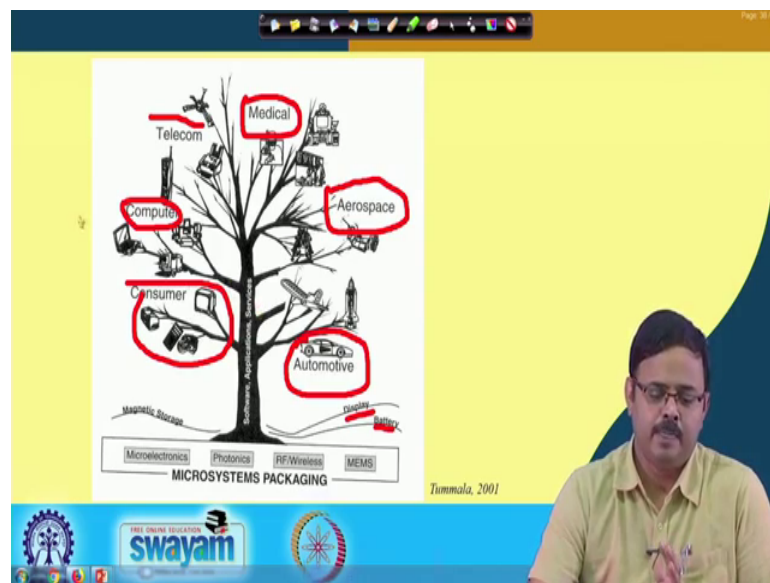 Page 36
Medical
Telecom
Computer
Aerospace
Consumer
Software, Applications, Services
Automotive
Magnetic Storage
Display
Battery
Microelectronics
Photonics
RF/Wireless
MEMS
MICROSYSTEMS PACKAGING
Tummala, 2001
FREE ONLINE EDUCATION
swayam